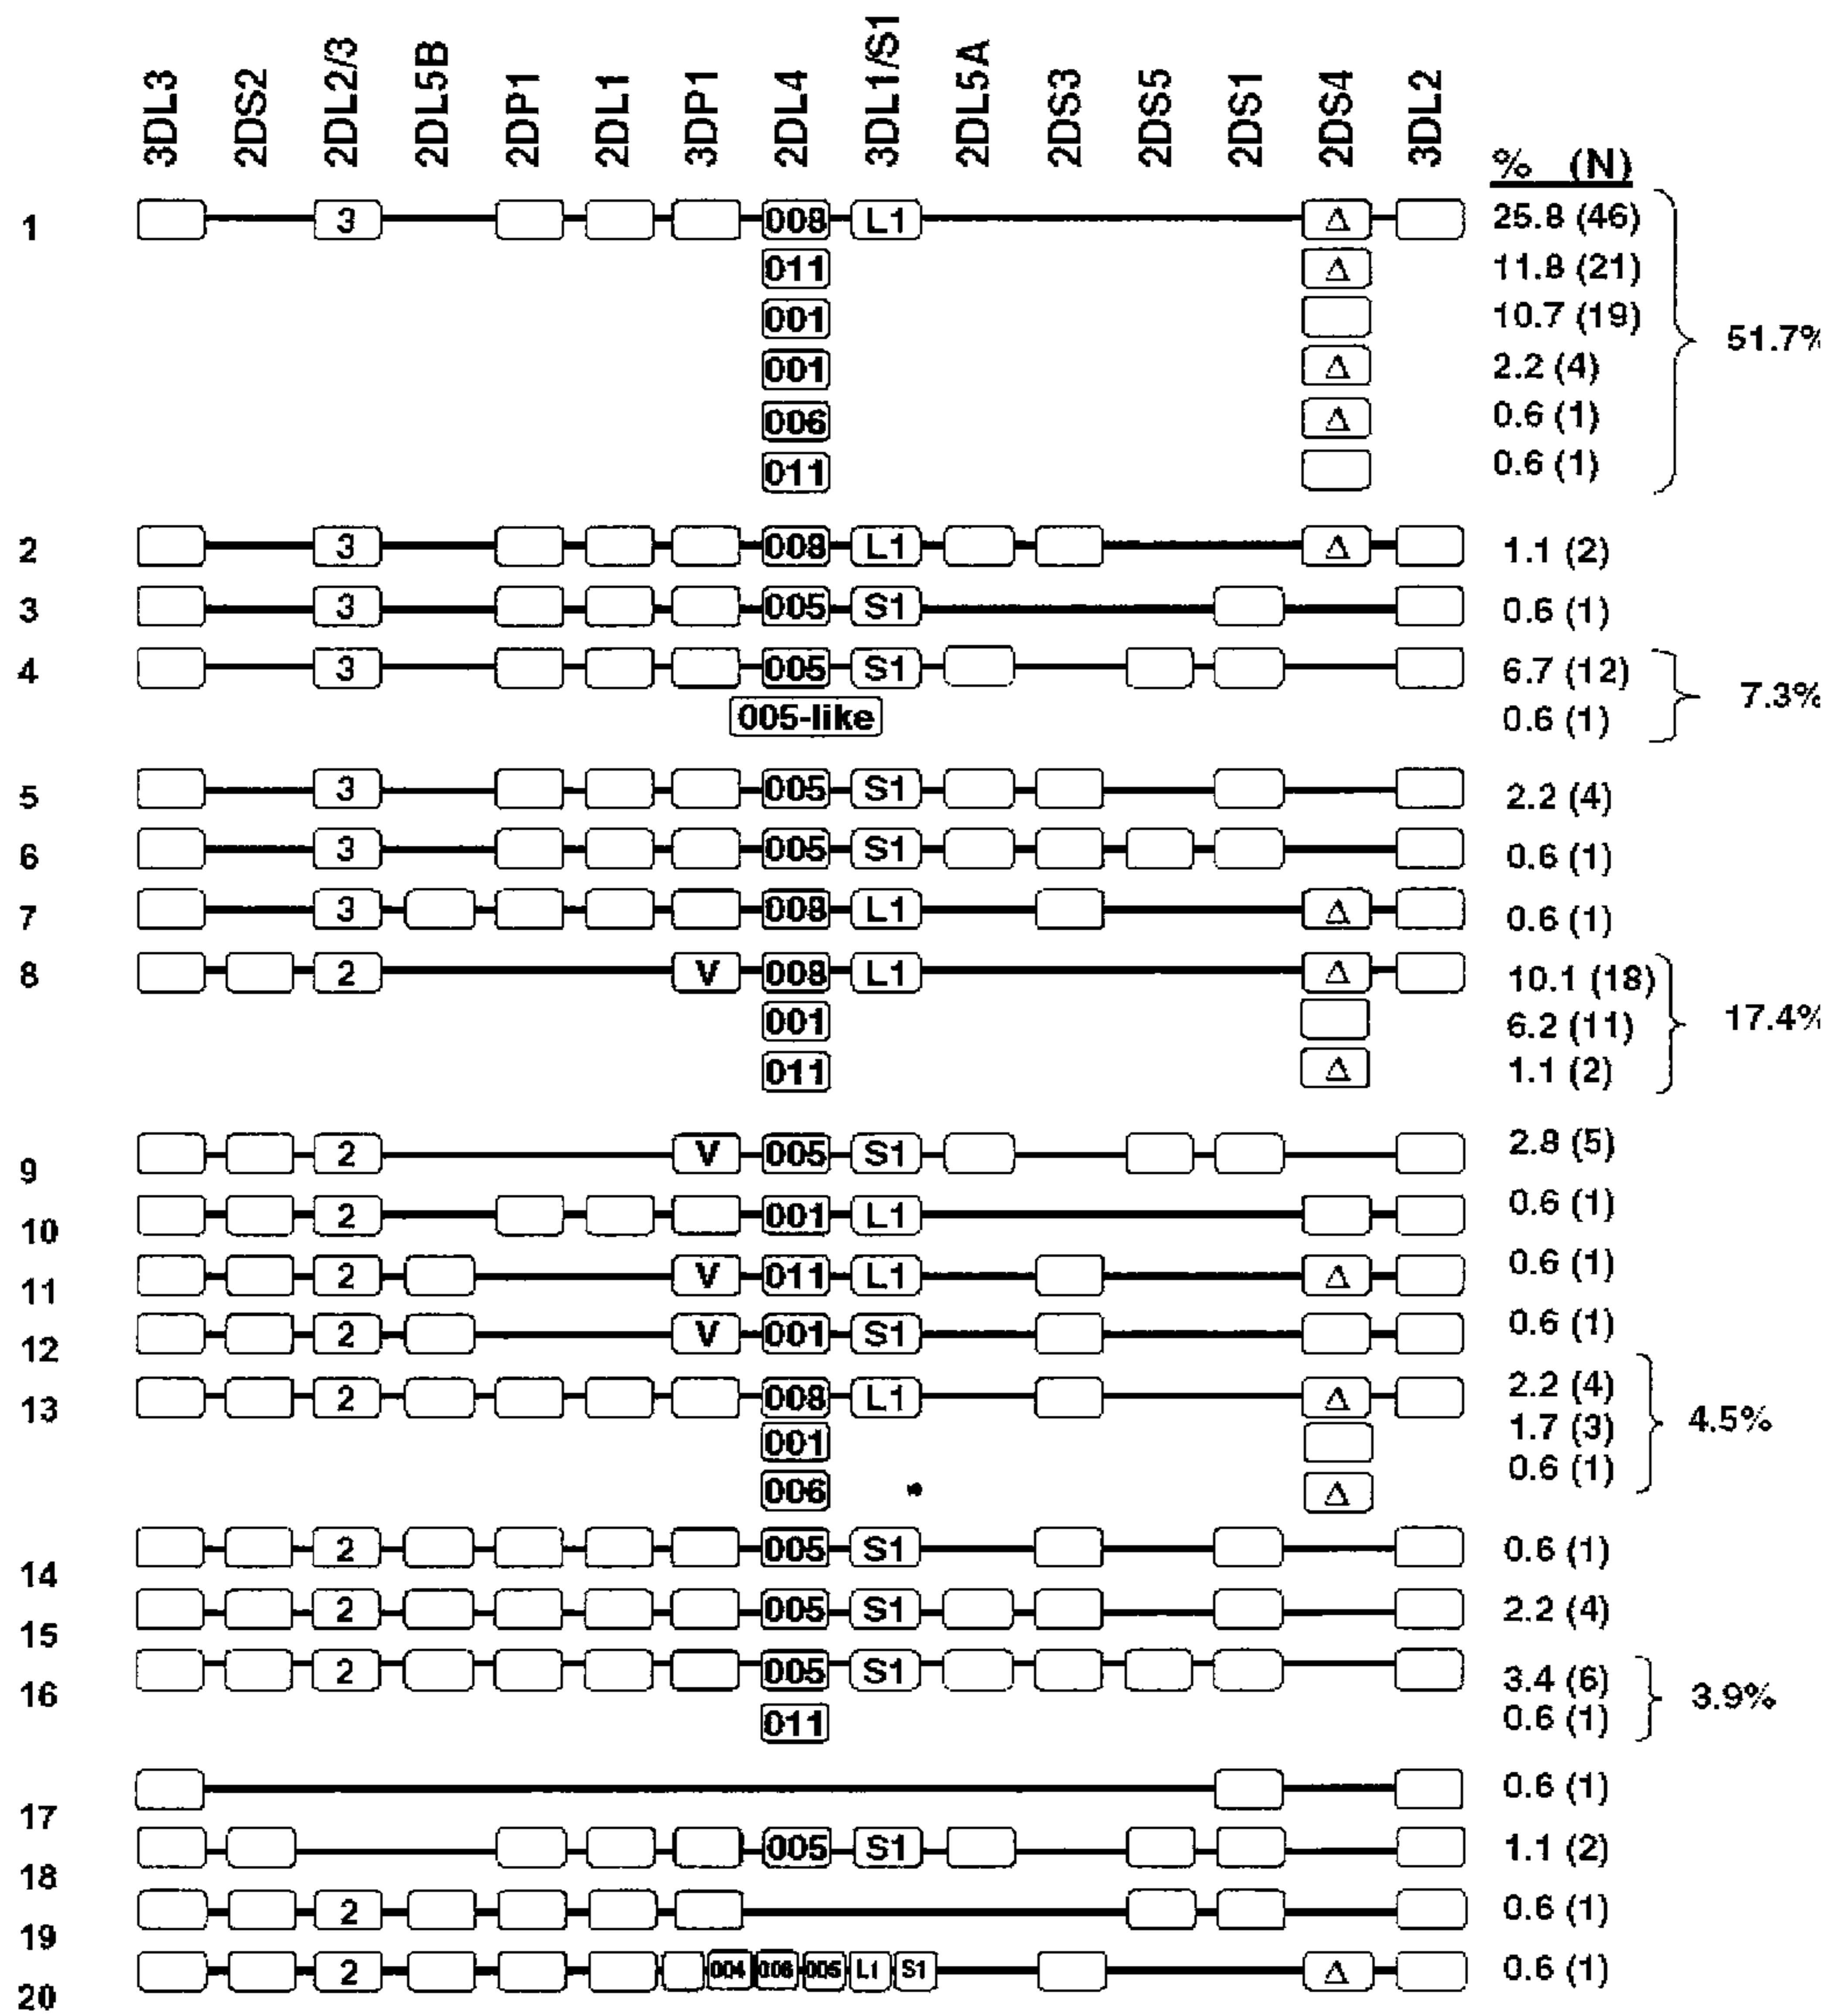 3DL3 2DS2 2DL2/3 2DL5B 2DP1 2DL1 3DP1 2DL4 3DL1/S1 2DL5A 2DS3 2DS5 2DS1 2DS4 3DL2
% (N)
1 3 008 L1 Δ 25.8 (46)
011 Δ 11.8 (21)
001 10.7 (19)
51.7%
001 Δ 2.2 (4)
006 Δ 0.6 (1)
011 0.6 (1)
2 3 008 L1 Δ 1.1 (2)
3 3 005 S1 0.6 (1)
4 3 005 S1 6.7 (12)
7.3%
005-like 0.6 (1)
5 3 005 S1 2.2 (4)
6 3 005 S1 0.6 (1)
7 3 008 L1 Δ 0.6 (1)
8 2 V 008 L1 Δ 10.1 (18)
001 6.2 (11) 17.4%
011 Δ 1.1 (2)
9 2 V 005 S1 2.8 (5)
10 2 001 L1 0.6 (1)
11 2 V 011 L1 Δ 0.6 (1)
12 2 V 001 S1 0.6 (1)
13 2 008 L1 Δ 2.2 (4)
001 1.7 (3) 4.5%
006 Δ 0.6 (1)
14 2 005 S1 0.6 (1)
15 2 005 S1 2.2 (4)
16 2 005 S1 3.4 (6)
3.9%
011 0.6 (1)
17 0.6 (1)
18 005 S1 1.1 (2)
19 2 0.6 (1)
20 2 004 006 005 L1 S1 Δ 0.6 (1)